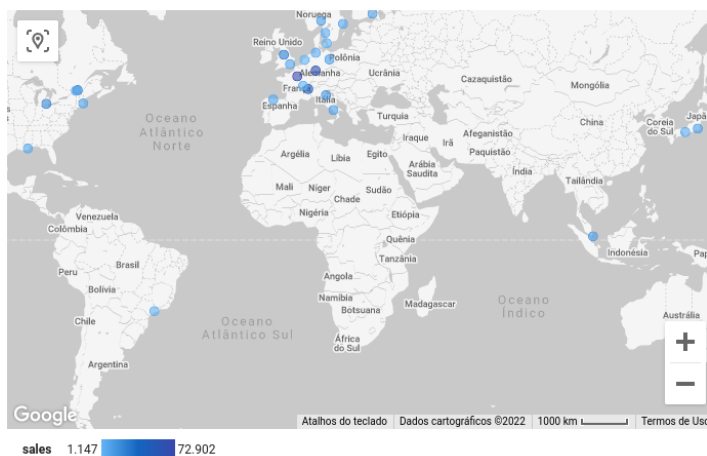 Noruega
Reino Unido
Polônia
Alemanha
Ucrânia
França
Cazaquistão
Mongólia
Oceano
Atlântico
Norte
Espanha
Itália
Turquia
China
Coreia
do Sul
Japã
Iraque
Irã
Afeganistão
Paquistão
Argélia
Líbia
Egito
Arábia
Saudita
Índia
Tailândia
Mali
Níger
Chade
Sudão
Nigéria
Etiópia
Venezuela
Colômbia
Quênia
Tanzânia
Indonésia
Pap
Peru
Brasil
Bolívia
Angola
Namíbia
Botsuana
Madagascar
Oceano
Índico
Chile
Oceano
Atlântico Sul
África
do Sul
Austrália
Argentina
+
−
Google
Atalhos do teclado Dados cartográficos ©2022 1000 km Termos de Uso
sales 1.147 72.902